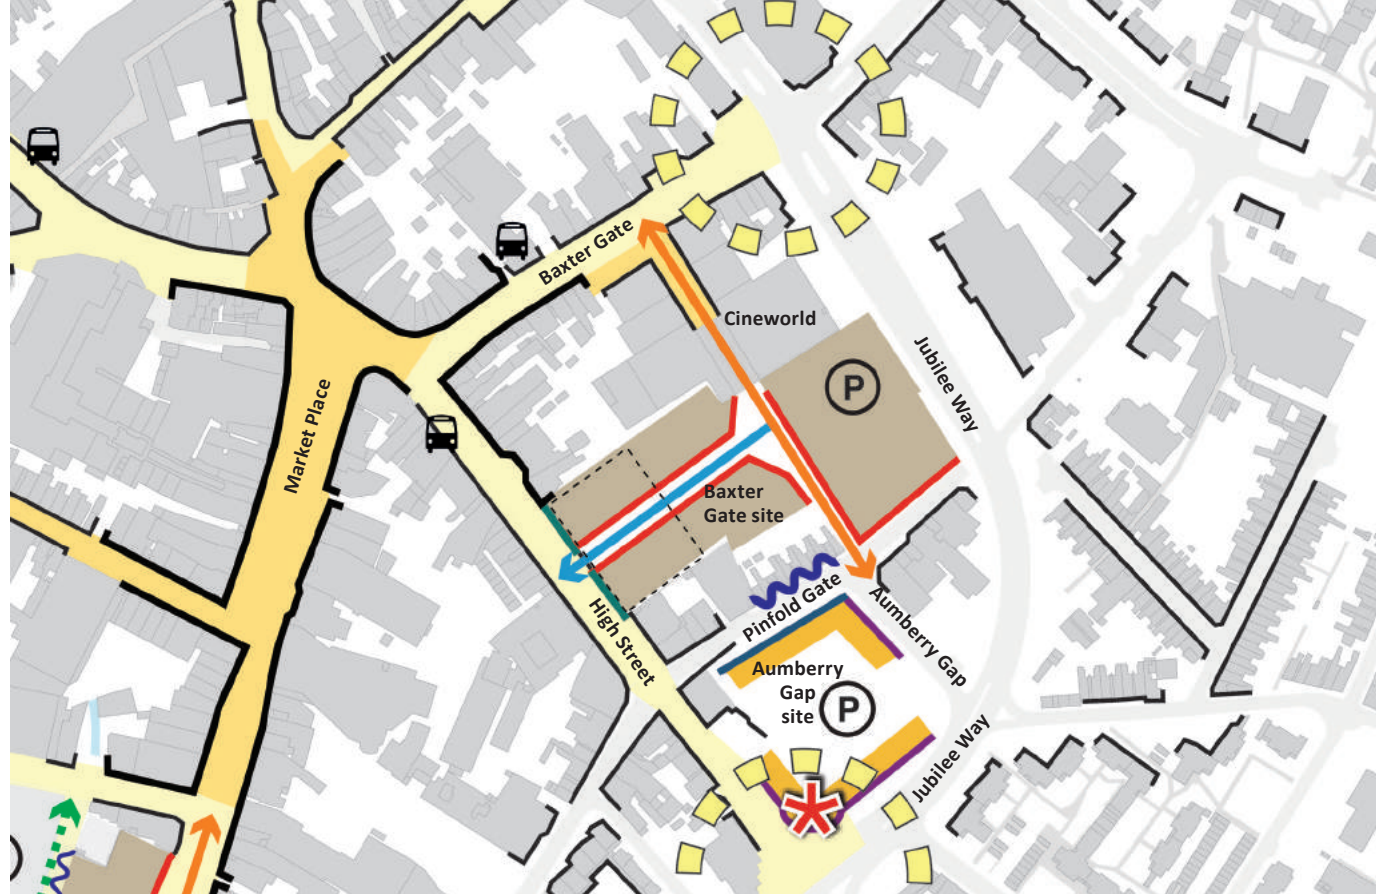 Baxter Gate
Cineworld
P
Jubilee Way
Market Place
Baxter
Gate site
High Street
Pinfold Gate
Aumberry Gap
Aumberry
Gap
site
P
Jubilee Way